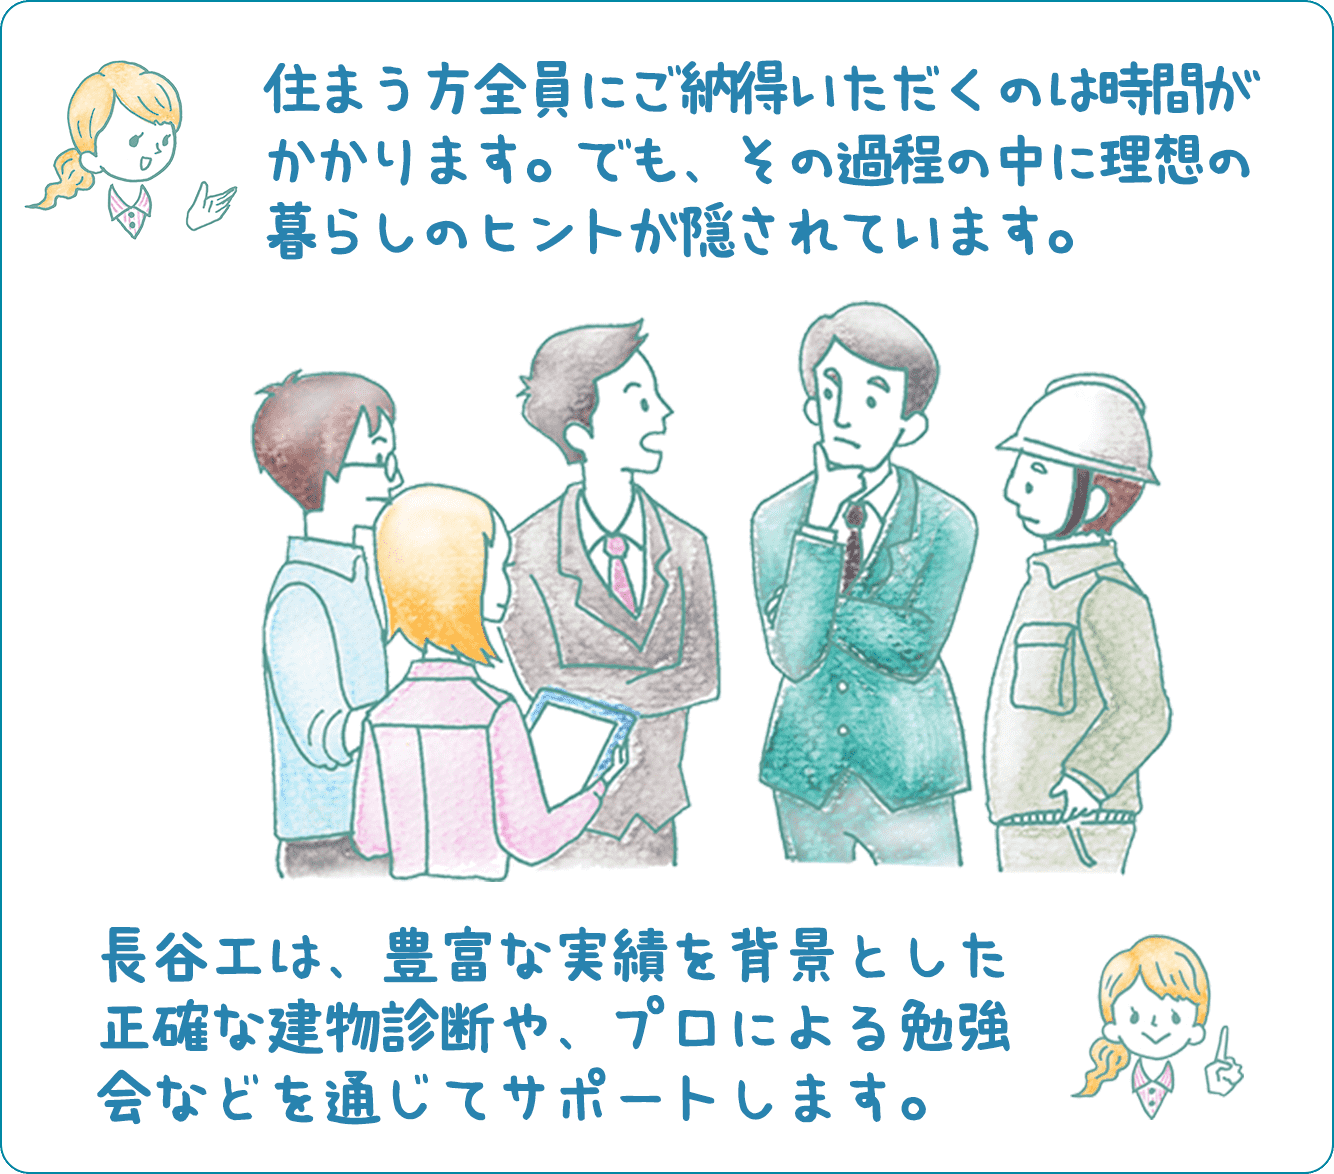 住まう方全員にご納得いただくのは時間が
かかります。でも、その過程の中に理想の
暮らしのヒントが隠されています。
長谷工は、豊富な実績を背景とした
正確な建物診断や、プロによる勉強
会などを通じてサポートします。